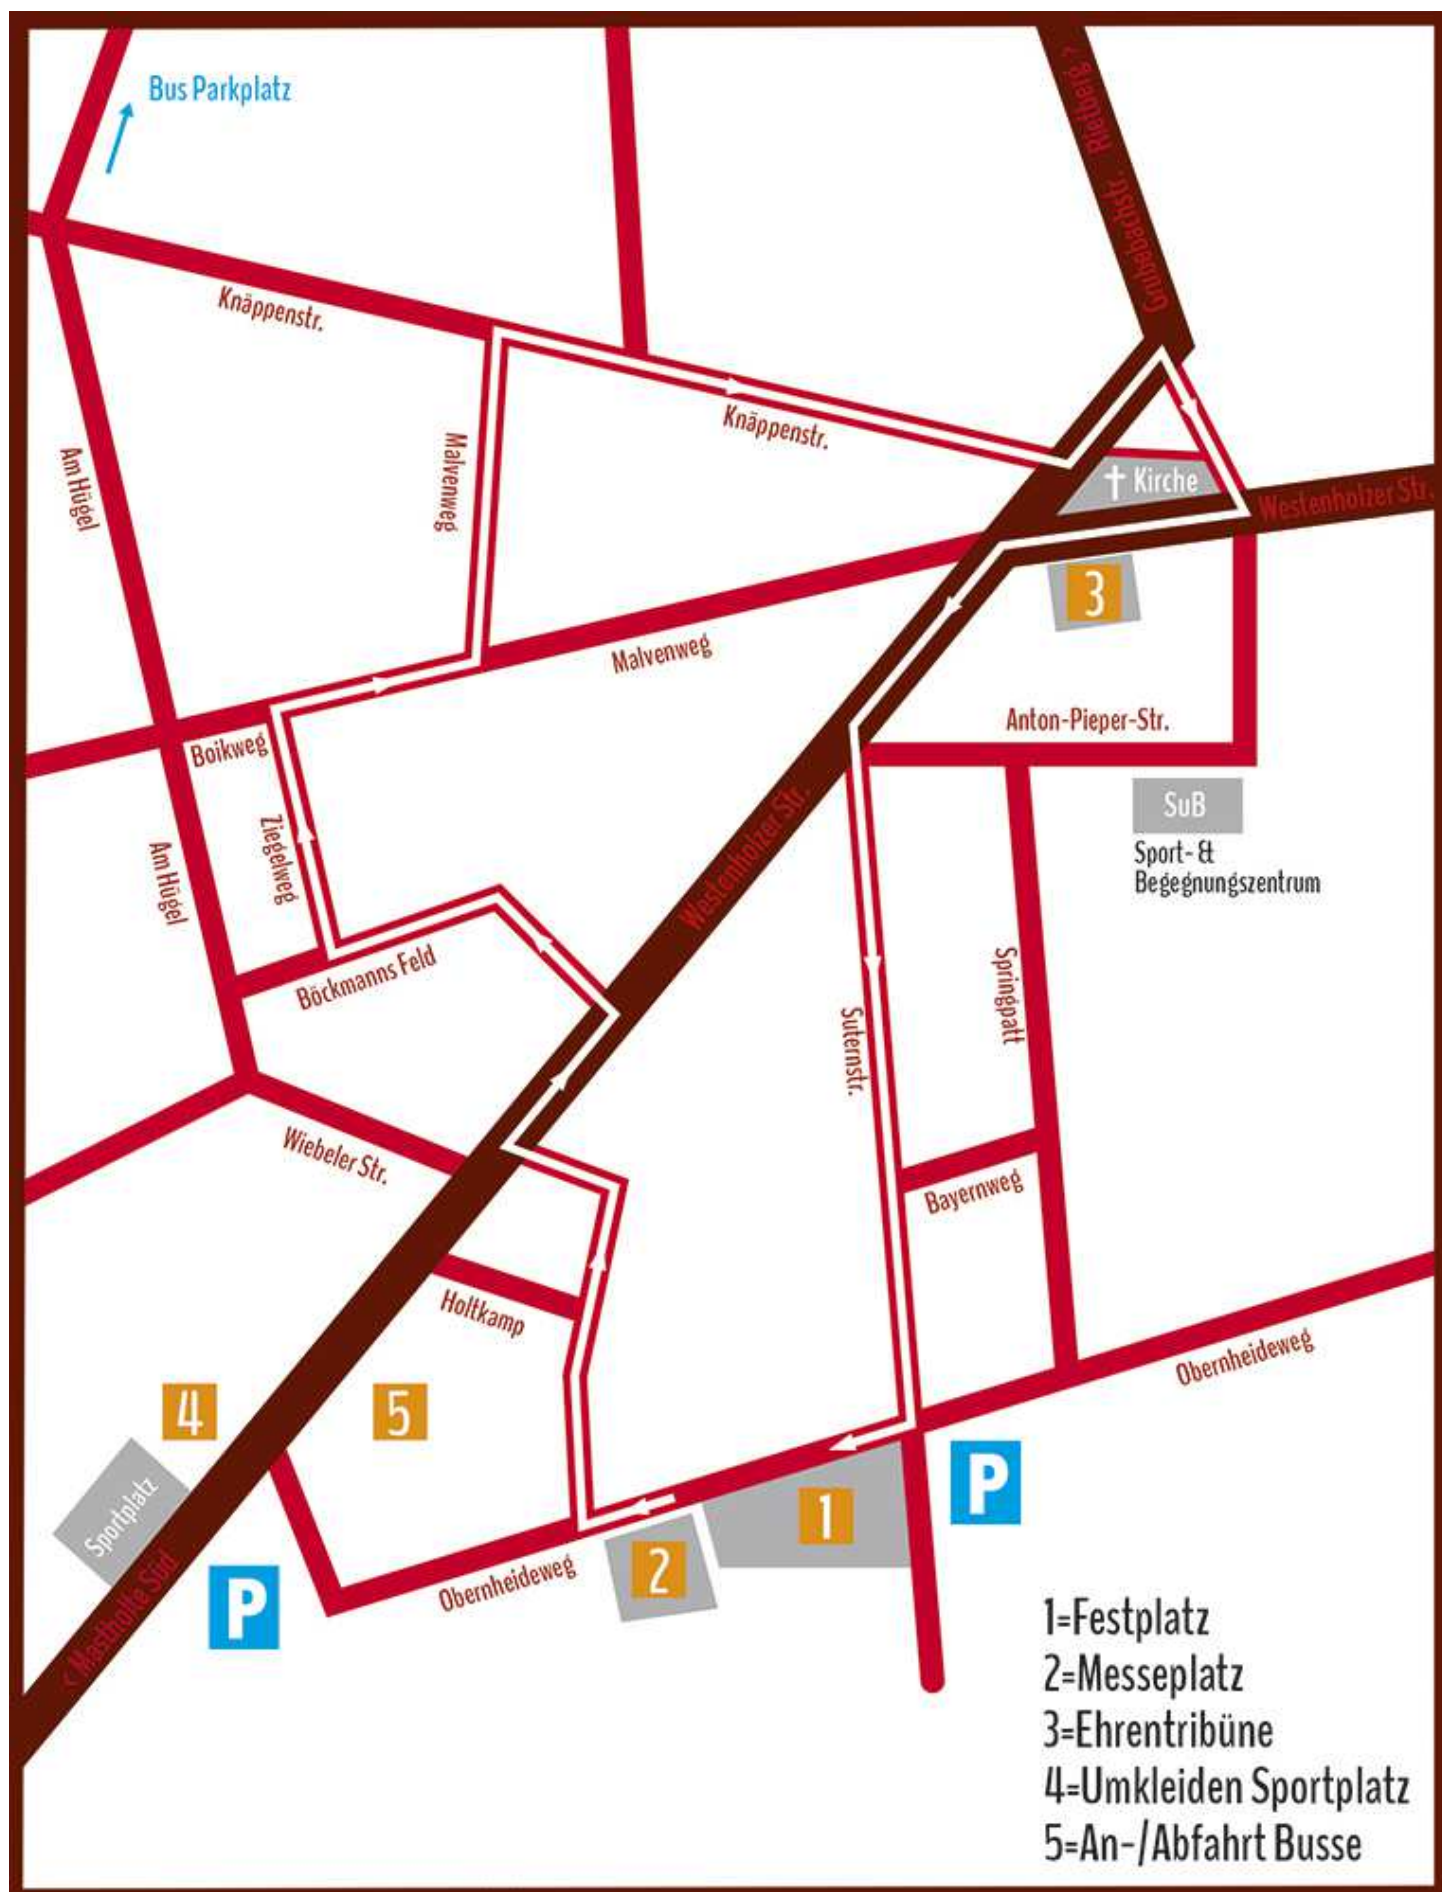 Bus Parkplatz
Grubebachstr. Rietberg >
Knäppenstr.
Knäppenstr.
Malvenweg
Am Hügel
Kirche
Westenholzer Str.
3
Malvenweg
Anton-Pieper-Str.
Boikweg
SuB
Sport- &
Begegnungszentrum
Ziegelweg
Am Hügel
Westenholzer Str.
Böckmanns Feld
Springpatt
Suternstr.
Wiebeler Str.
Bayernweg
Holtkamp
Obernheideweg
4
5
P
Sportplatz
1
2
Obernheideweg
P
< Mastholte Süd
1=Festplatz
2=Messeplatz
3=Ehrentribüne
4=Umkleiden Sportplatz
5=An-/Abfahrt Busse